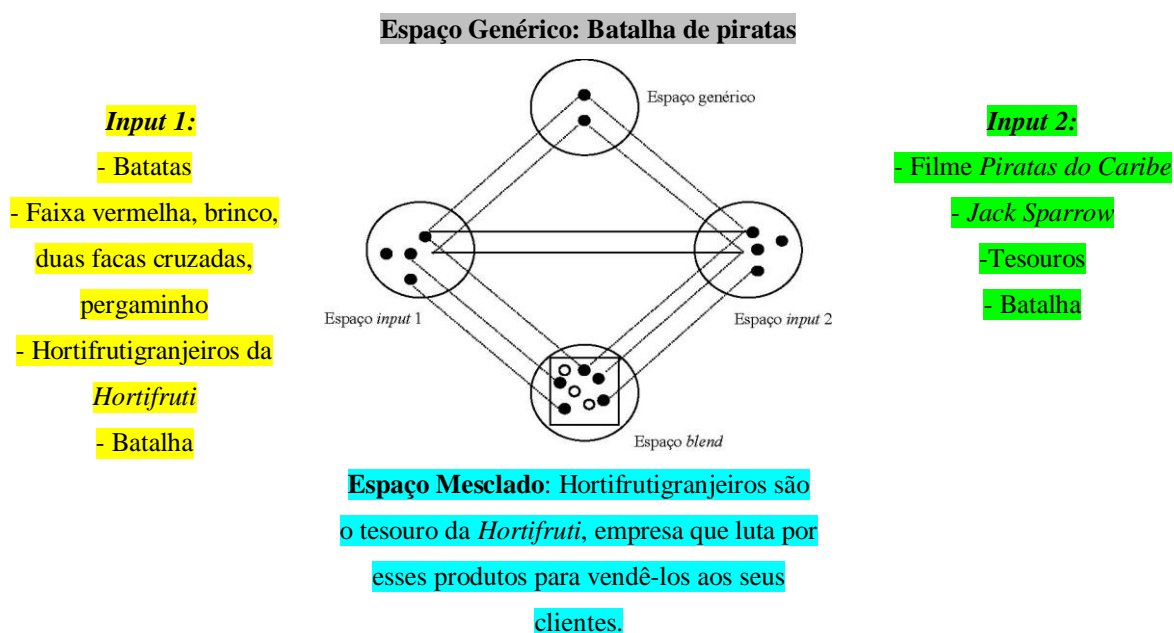 Espaço Genérico: Batalha de piratas
Espaço genérico
Input 1:
- Batatas
- Faixa vermelha, brinco,
duas facas cruzadas,
pergaminho
- Hortifrutigranjeiros da
Hortifruti
- Batalha
Input 2:
- Filme Piratas do Caribe
- Jack Sparrow
-Tesouros
- Batalha
Espaço input 1
Espaço input 2
Espaço blend
Espaço Mesclado: Hortifrutigranjeiros são
o tesouro da Hortifruti, empresa que luta por
esses produtos para vendê-los aos seus
clientes.